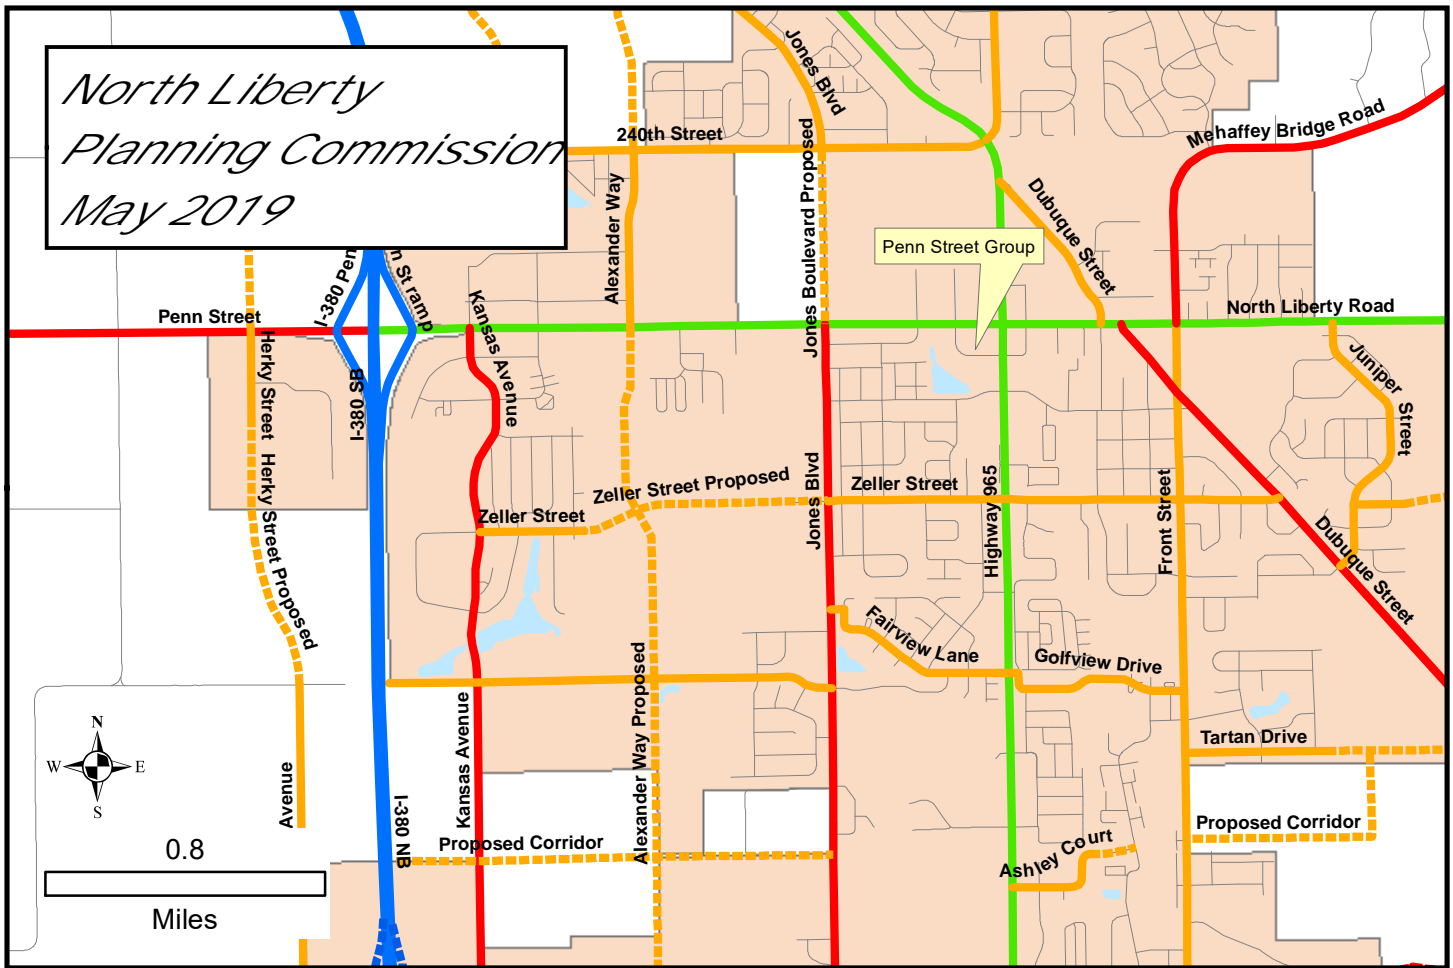 North Liberty
Planning Commission
May 2019
Jones Blvd
240th Street
Mehaffey Bridge Road
Alexander Way
Jones Boulevard Proposed
Dubuque Street
Penn Street Group
I-380 Pen
n St ramp
Penn Street
North Liberty Road
Kansas Avenue
Herky Street
I-380 SB
Juniper Street
Herky Street Proposed
Zeller Street
Zeller Street Proposed
Jones Blvd
Zeller Street
Highway 965
Front Street
Dubuque Street
Fairview Lane
Golfview Drive
Alexander Way Proposed
Kansas Avenue
Tartan Drive
N
W E
S
Avenue
I-380 NB
Proposed Corridor
Proposed Corridor
Ashley Court
0.8
Miles